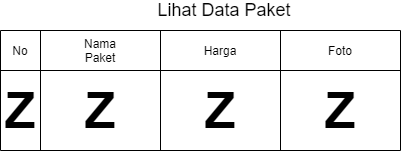 Lihat Data Paket
No
Nama
Paket
Harga
Foto
Z
Z
Z
Z